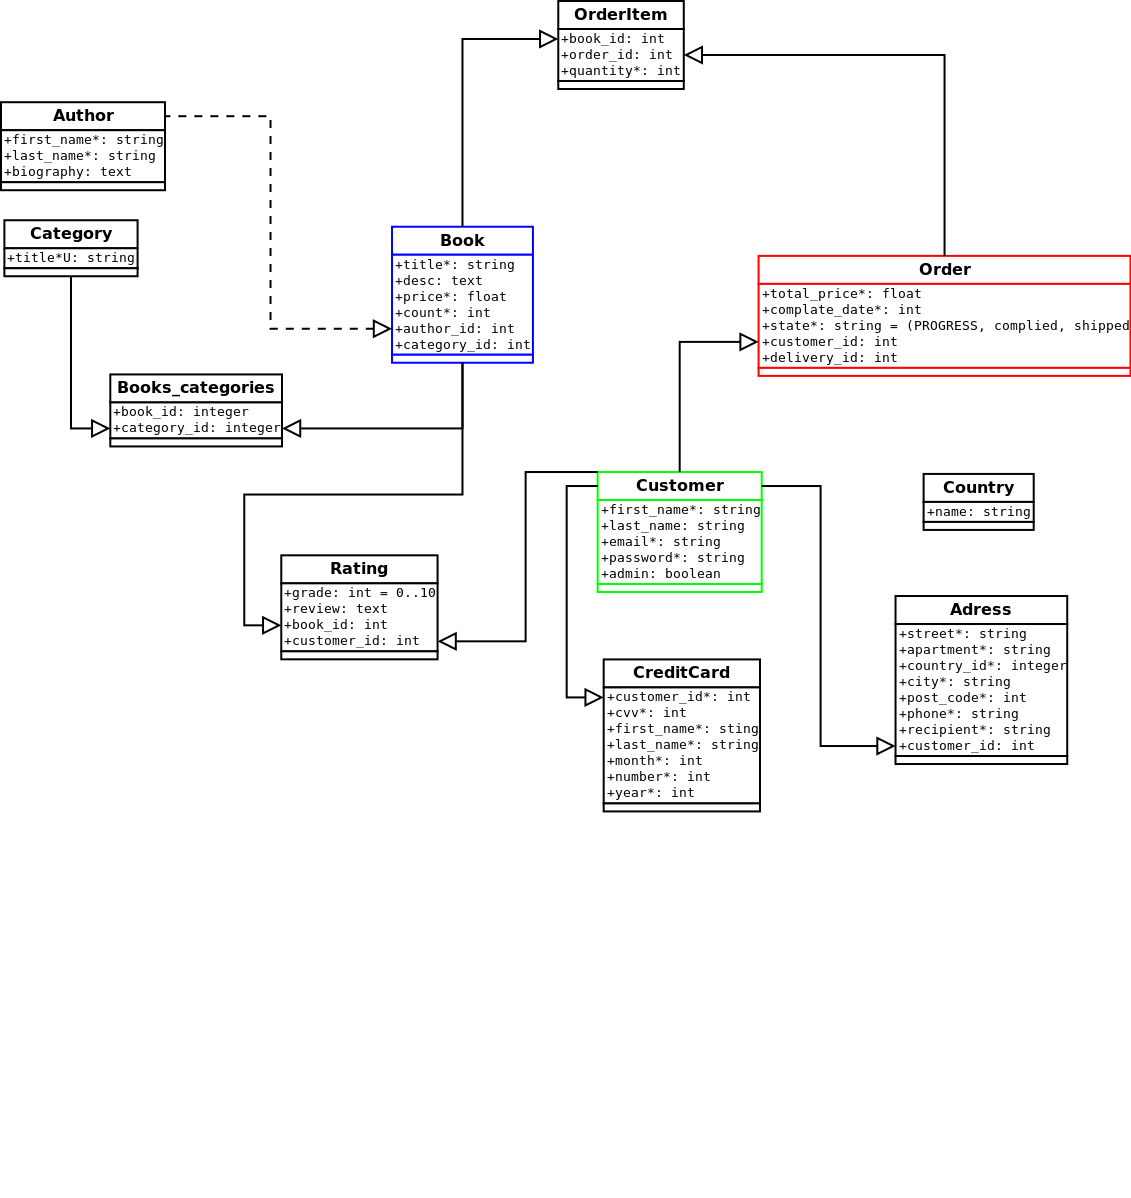 OrderItem
+book_id: int
+order_id: int
+quantity*: int
Author
+first_name*: string
+last_name*: string
+biography: text
Category
+title*U: string
Book
+title*: string
+desc: text
+price*: float
+count*: int
+author_id: int
+category_id: int
Order
+total_price*: float
+complate_date*: int
+state*: string = (PROGRESS, complied, shipped
+customer_id: int
+delivery_id: int
Books_categories
+book_id: integer
+category_id: integer
Customer
+first_name*: string
+last_name: string
+email*: string
+password*: string
+admin: boolean
Country
+name: string
Rating
+grade: int = 0..10
+review: text
+book_id: int
+customer_id: int
Adress
+street*: string
+apartment*: string
+country_id*: integer
+city*: string
+post_code*: int
+phone*: string
+recipient*: string
+customer_id: int
CreditCard
+customer_id*: int
+cvv*: int
+first_name*: sting
+last_name*: string
+month*: int
+number*: int
+year*: int